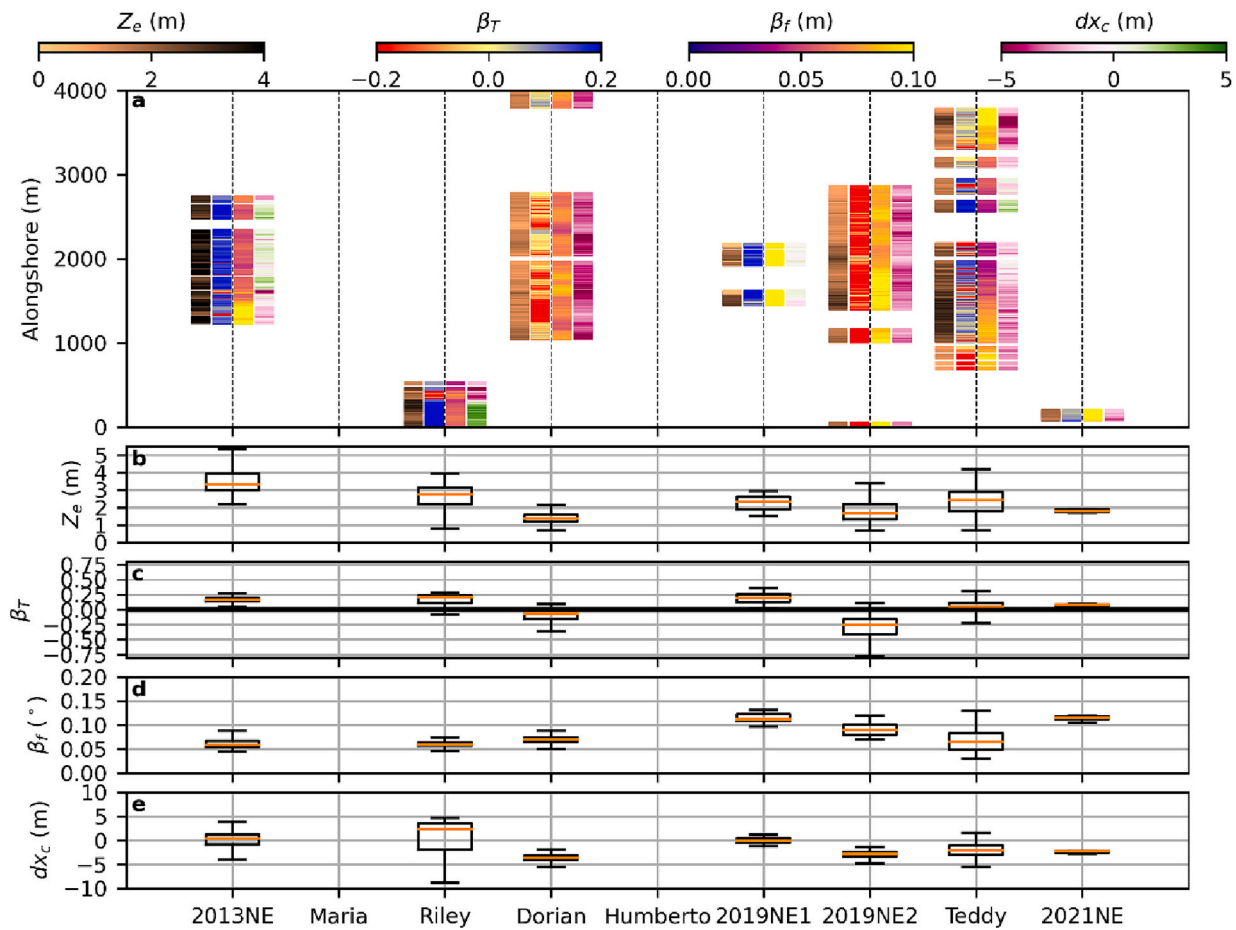 Z_e (m) β_T β_f (m) dx_c (m)
0 2 4 −0.2 0.0 0.2 0.00 0.05 0.10 −5 0 5
a
4000
3000
2000
1000
0
Alongshore (m)
b
5
4
3
2
1
0
Z_e (m)
c
0.75
0.50
0.25
0.00
−0.25
−0.50
−0.75
β_T
d
0.20
0.15
0.10
0.05
0.00
β_f (°)
e
10
5
0
−5
−10
dx_c (m)
2013NE Maria Riley Dorian Humberto 2019NE1 2019NE2 Teddy 2021NE